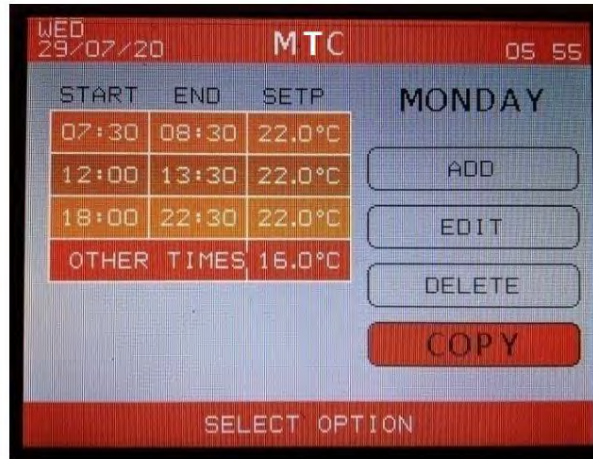 WED
29/07/20 MTC 05 55
START END SETP MONDAY
07:30 08:30 22.0°C
12:00 13:30 22.0°C
18:00 22:30 22.0°C
OTHER TIMES 16.0°C
ADD
EDIT
DELETE
COPY
SELECT OPTION